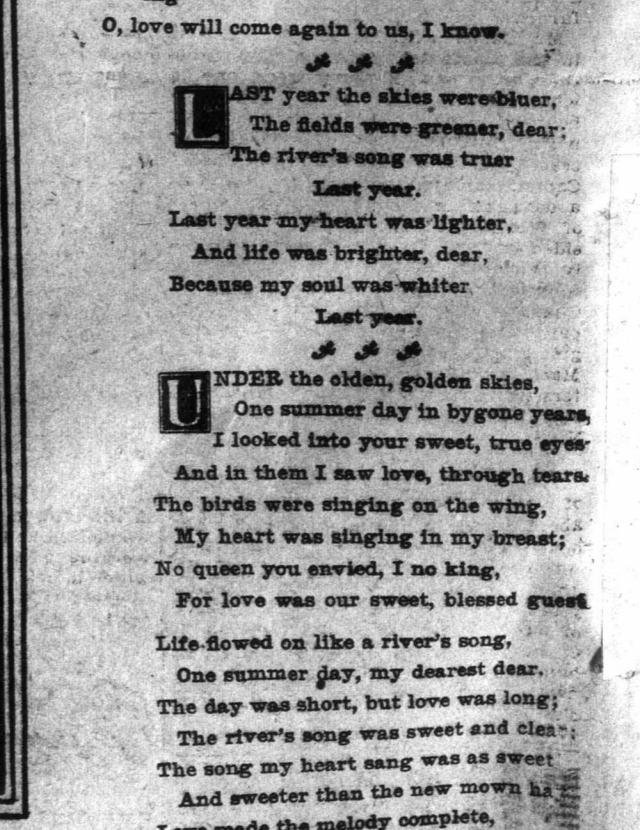 O, love will come again to us, I know.
LAST year the skies were bluer,
The fields were greener, dear;
The river's song was truer
Last year.
Last year my heart was lighter,
And life was brighter, dear,
Because my soul was whiter
Last year.
UNDER the olden, golden skies,
One summer day in bygone years,
I looked into your sweet, true eyes
And in them I saw love, through tears.
The birds were singing on the wing,
My heart was singing in my breast;
No queen you envied, I no king,
For love was our sweet, blessed guest
Life flowed on like a river's song,
One summer day, my dearest dear.
The day was short, but love was long;
The river's song was sweet and clear;
The song my heart sang was as sweet
And sweeter than the new mown
Love made the melody complete,